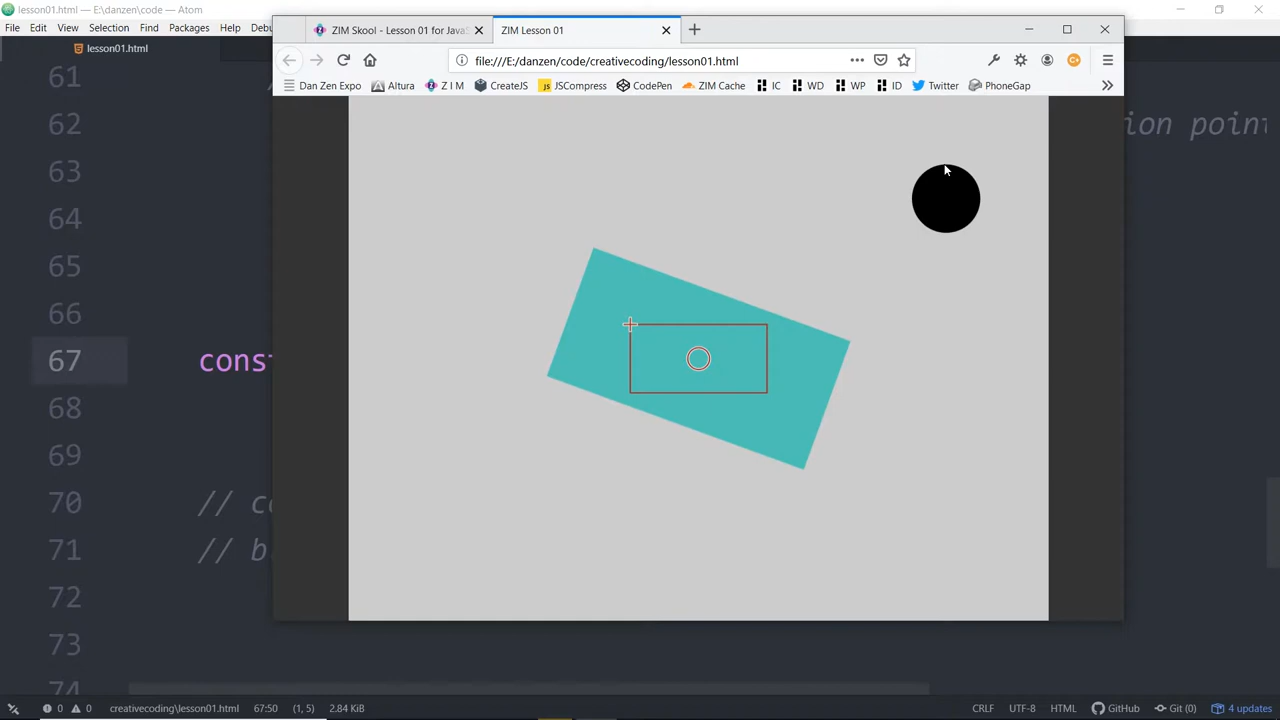 lesson01.html — E:\danzen\code — Atom
File Edit View Selection Find Packages Help Debu
lesson01.html
ZIM Skool - Lesson 01 for JavaS
ZIM Lesson 01
file:///E:/danzen/code/creativecoding/lesson01.html
Dan Zen Expo Altura Z I M CreateJS JSCompress CodePen ZIM Cache IC WD WP ID Twitter PhoneGap
61 /
62 ion point
63
64
65
66
67 cons
68
69
70 // c
71 // b
72
73
74
0 0 creativecoding\lesson01.html 67:50 (1, 5) 2.84 KiB CRLF UTF-8 HTML GitHub Git (0) 4 updates